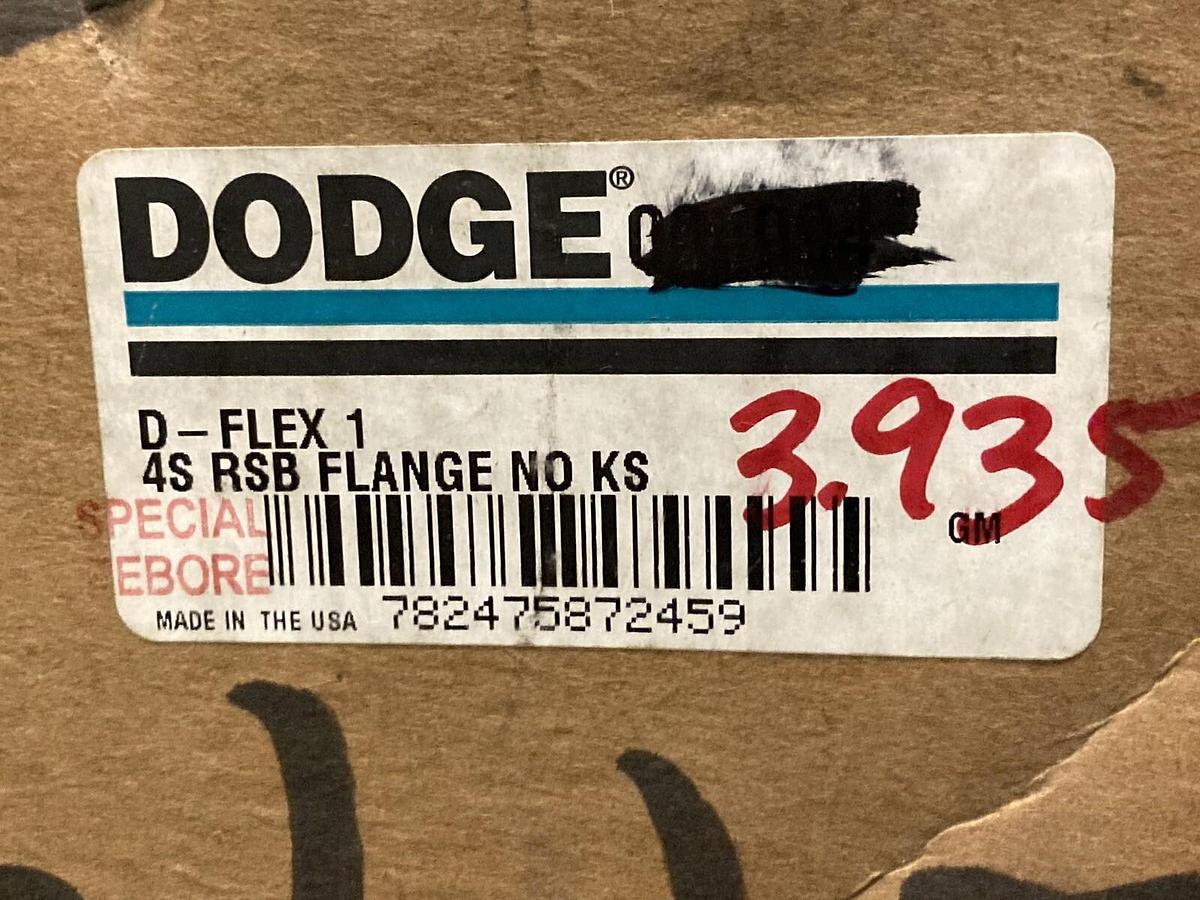 DODGE®
D-FLEX 1
4S RSB FLANGE NO KS
3.935
SPECIAL
EBORE
GM
MADE IN THE USA 782475872459